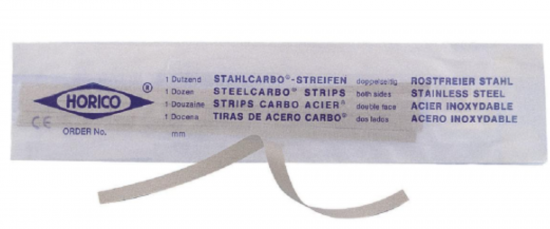 HORICO ®
CE
ORDER No.
1 Dutzend STAHLCARBO®-STREIFEN doppelseitig ROSTFREIER STAHL
1 Dozen STEELCARBO® STRIPS both sides STAINLESS STEEL
1 Douzaine STRIPS CARBO ACIER® double face ACIER INOXYDABLE
1 Docena TIRAS DE ACERO CARBO® dos lados ACERO INOXYDABLE
mm